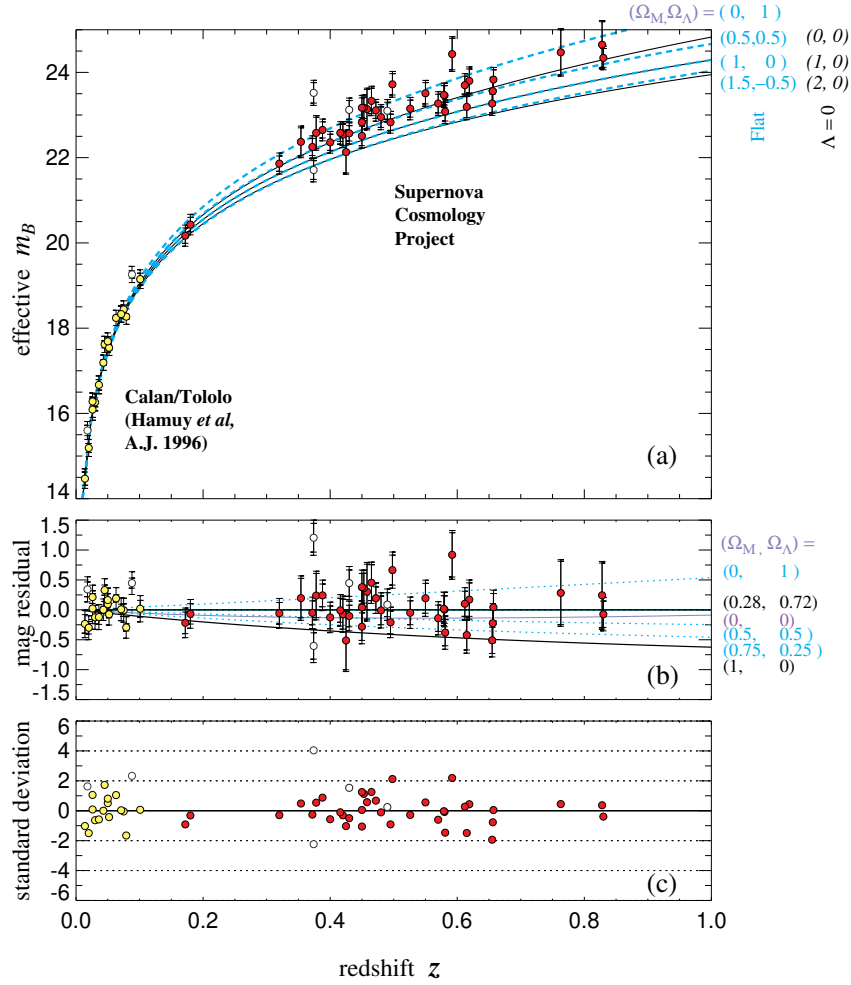 (Ω_M,Ω_Λ) = ( 0, 1 )
(0.5,0.5) (0, 0)
( 1, 0 ) (1, 0)
(1.5,–0.5) (2, 0)
Flat
Λ = 0
24
22
20
18
16
14
effective m_B
Supernova
Cosmology
Project
Calan/Tololo
(Hamuy et al,
A.J. 1996)
(a)
1.5
1.0
0.5
0.0
-0.5
-1.0
-1.5
mag residual
(b)
(Ω_M , Ω_Λ) =
( 0, 1 )
(0.28, 0.72)
(0, 0)
(0.5, 0.5 )
(0.75, 0.25 )
(1, 0)
6
4
2
0
-2
-4
-6
standard deviation
(c)
0.0 0.2 0.4 0.6 0.8 1.0
redshift z